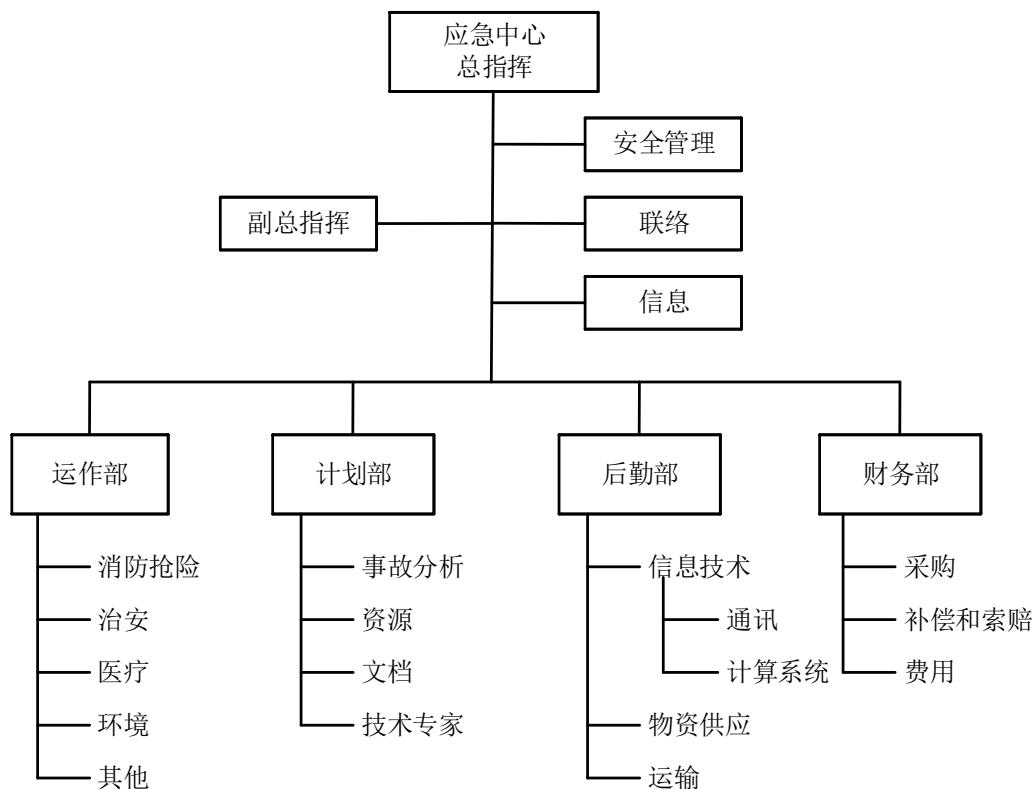 应急中心
总指挥
安全管理
副总指挥
联络
信息
运作部
计划部
后勤部
财务部
消防抢险
治安
医疗
环境
其他
事故分析
资源
文档
技术专家
信息技术
通讯
计算系统
物资供应
运输
采购
补偿和索赔
费用